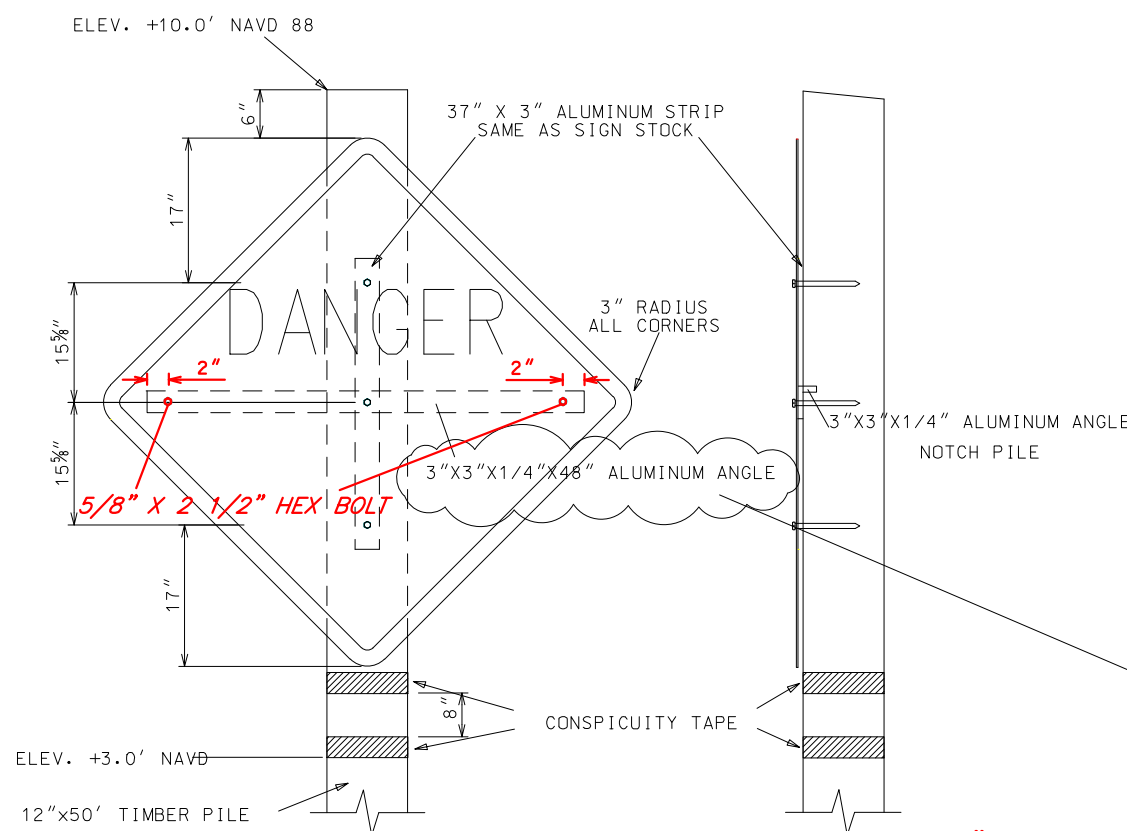 ELEV. +10.0' NAVD 88
6"
37" X 3" ALUMINUM STRIP
SAME AS SIGN STOCK
17"
15⅝"
DANGER
3" RADIUS
ALL CORNERS
2"
2"
3"X3"X1/4" ALUMINUM ANGLE
NOTCH PILE
15⅝"
3"X3"X1/4"X48" ALUMINUM ANGLE
5/8" X 2 1/2" HEX BOLT
17"
8"
CONSPICUITY TAPE
ELEV. +3.0' NAVD
12"x50' TIMBER PILE